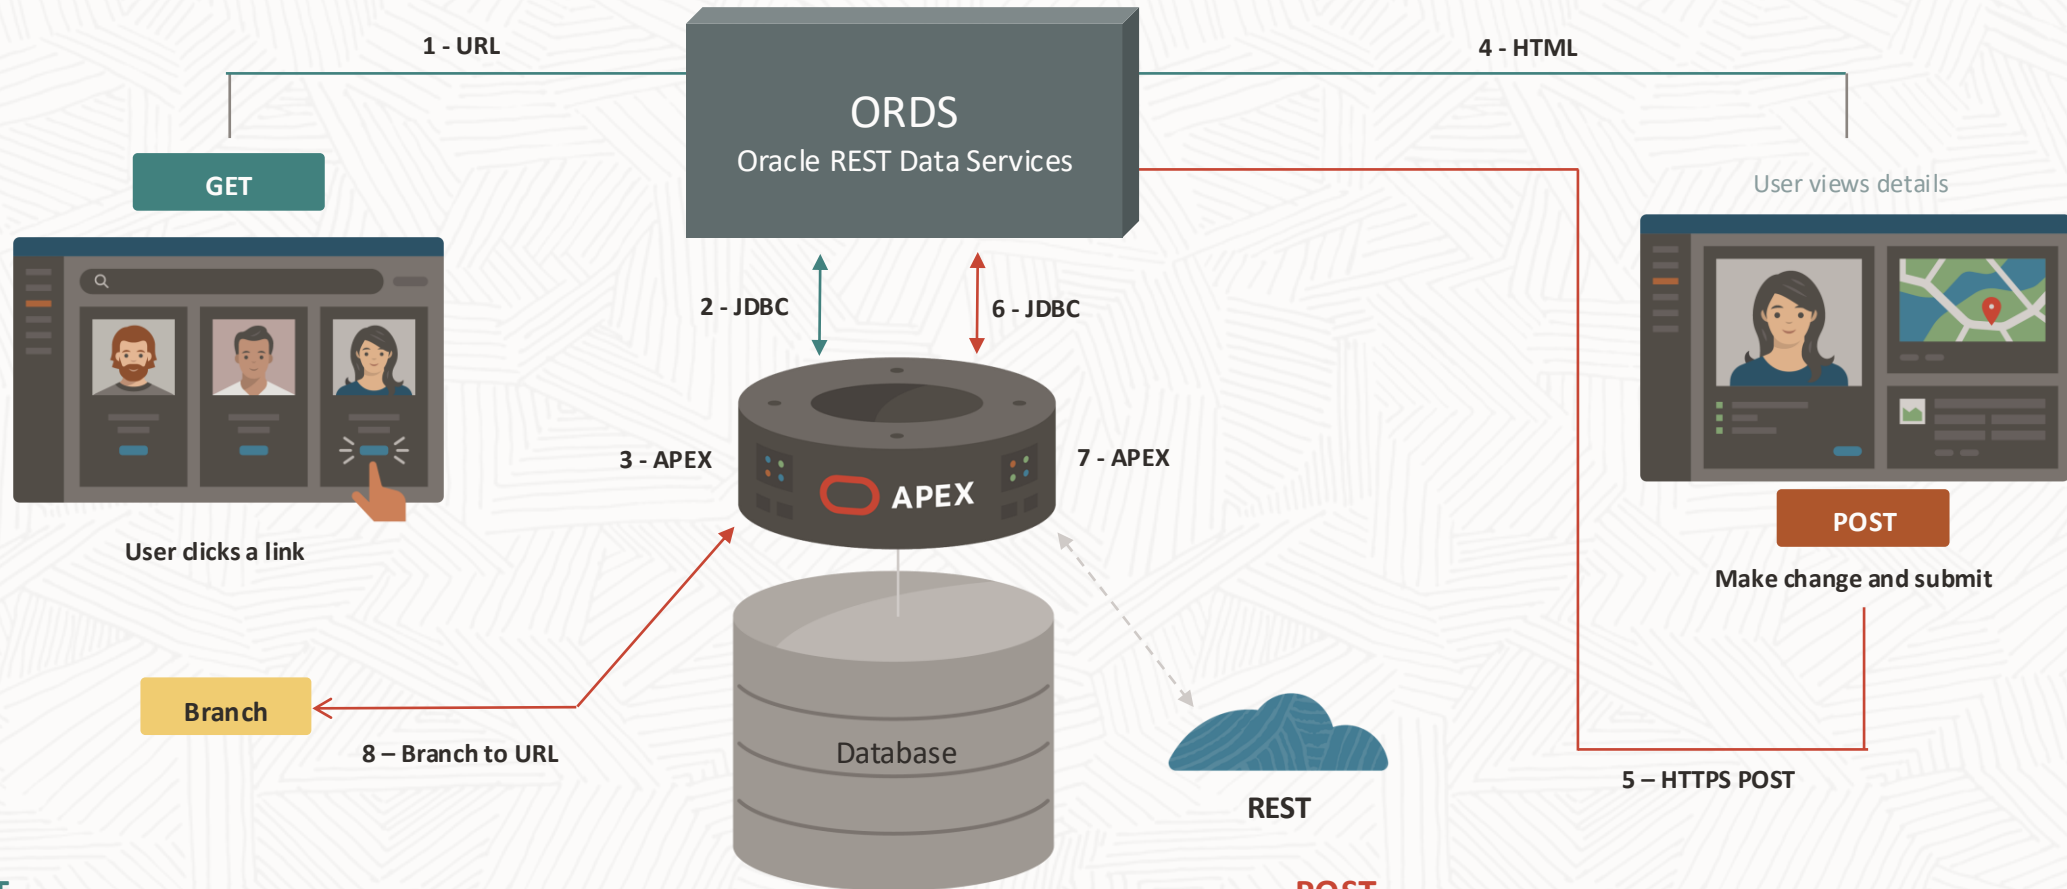 1 - URL
4 - HTML
ORDS
Oracle REST Data Services
GET
User views details
2 - JDBC
6 - JDBC
3 - APEX
7 - APEX
APEX
POST
User clicks a link
Make change and submit
Branch
8 – Branch to URL
Database
5 – HTTPS POST
REST
POST